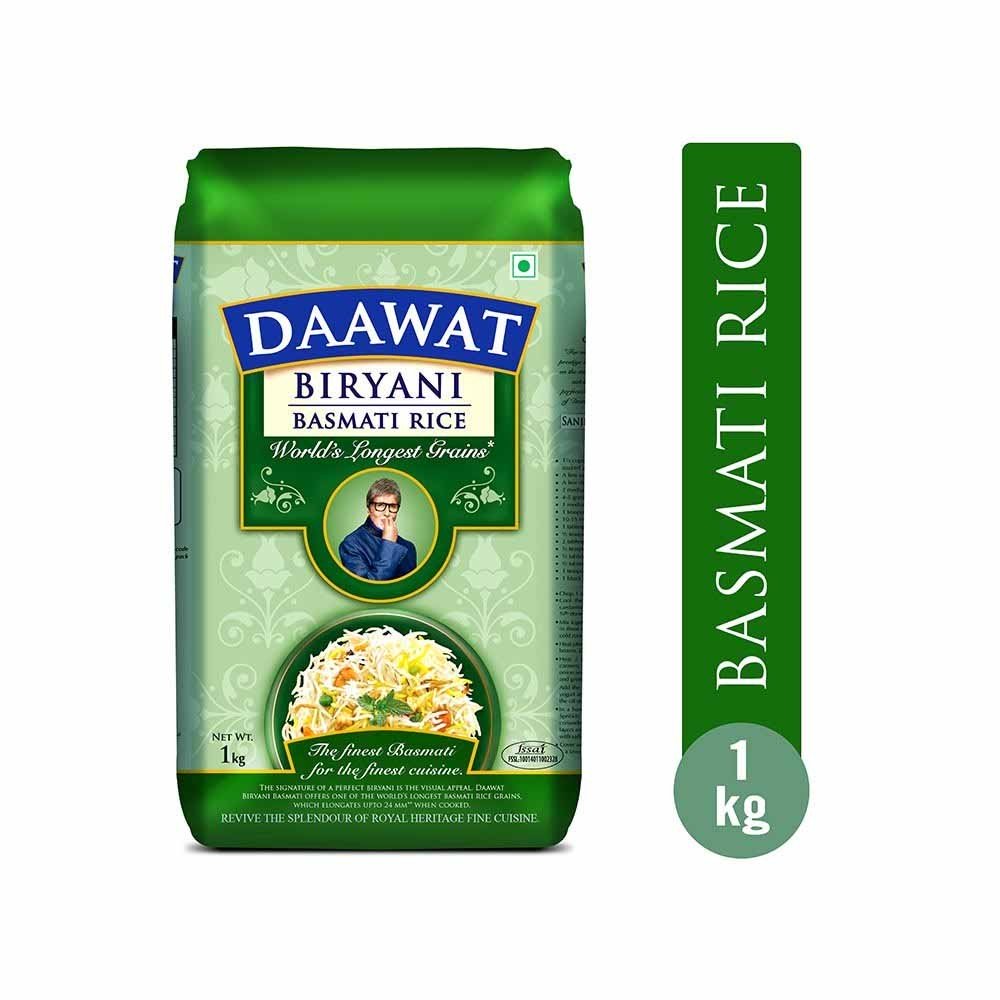 DAAWAT
BIRYANI
BASMATI RICE
World's Longest Grains*
NET WT.
1kg
The finest Basmati
for the finest cuisine.
fssai
FSSL:10014011002328
THE SIGNATURE OF A PERFECT BIRYANI IS THE VISUAL APPEAL. DAAWAT
BIRYANI BASMATI OFFERS ONE OF THE WORLD'S LONGEST BASMATI RICE GRAINS,
WHICH ELONGATES UPTO 24 MM** WHEN COOKED.
REVIVE THE SPLENDOUR OF ROYAL HERITAGE FINE CUISINE.
BASMATI RICE
1
kg